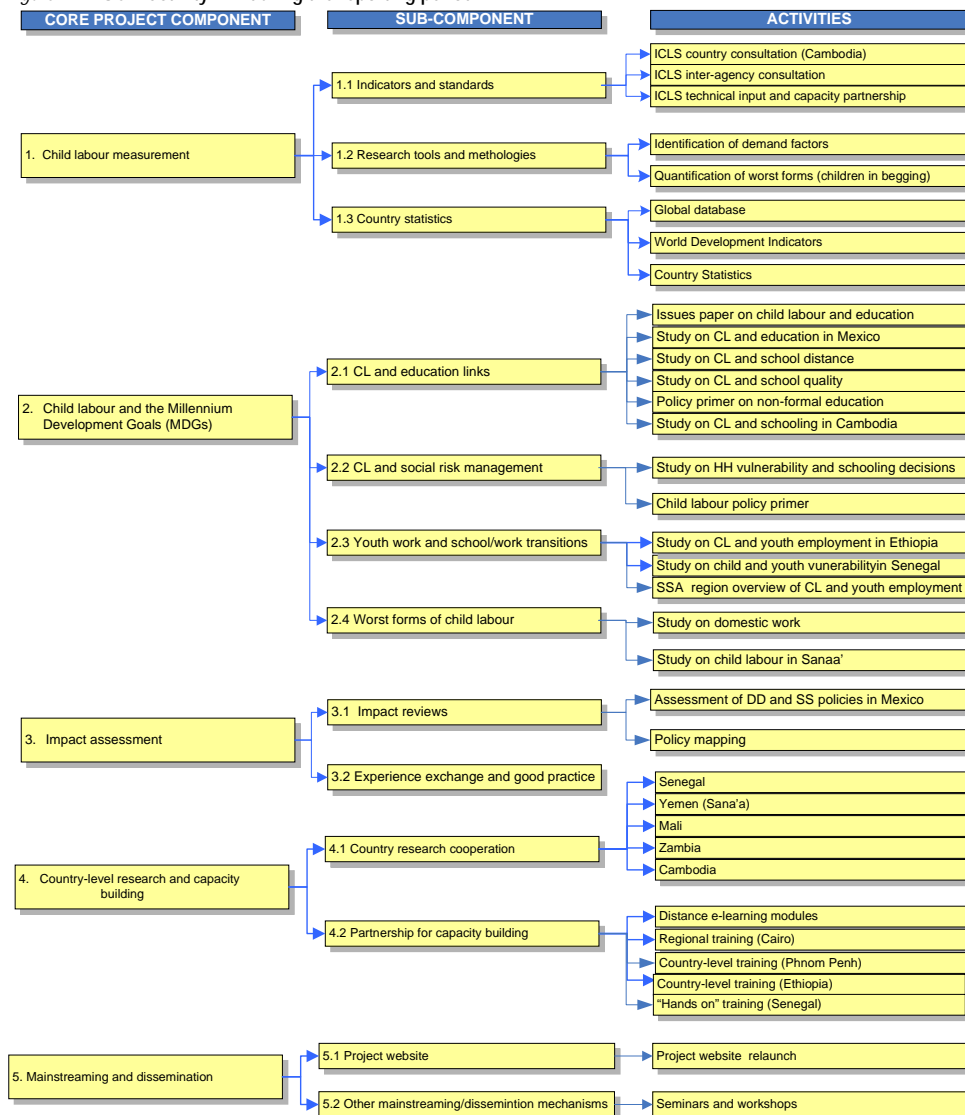 CORE PROJECT COMPONENT
SUB-COMPONENT
ACTIVITIES
1. Child labour measurement
1.1 Indicators and standards
ICLS country consultation (Cambodia)
ICLS inter-agency consultation
ICLS technical input and capacity partnership
1.2 Research tools and methologies
Identification of demand factors
Quantification of worst forms (children in begging)
1.3 Country statistics
Global database
World Development Indicators
Country Statistics
2. Child labour and the Millennium
Development Goals (MDGs)
2.1 CL and education links
Issues paper on child labour and education
Study on CL and education in Mexico
Study on CL and school distance
Study on CL and school quality
Policy primer on non-formal education
Study on CL and schooling in Cambodia
2.2 CL and social risk management
Study on HH vulnerability and schooling decisions
Child labour policy primer
2.3 Youth work and school/work transitions
Study on CL and youth employment in Ethiopia
Study on child and youth vunerabilityin Senegal
SSA region overview of CL and youth employment
2.4 Worst forms of child labour
Study on domestic work
Study on child labour in Sanaa'
3. Impact assessment
3.1 Impact reviews
Assessment of DD and SS policies in Mexico
Policy mapping
3.2 Experience exchange and good practice
4. Country-level research and capacity
building
4.1 Country research cooperation
Senegal
Yemen (Sana'a)
Mali
Zambia
Cambodia
4.2 Partnership for capacity building
Distance e-learning modules
Regional training (Cairo)
Country-level training (Phnom Penh)
Country-level training (Ethiopia)
"Hands on" training (Senegal)
5. Mainstreaming and dissemination
5.1 Project website
Project website relaunch
5.2 Other mainstreaming/dissemintion mechanisms
Seminars and workshops